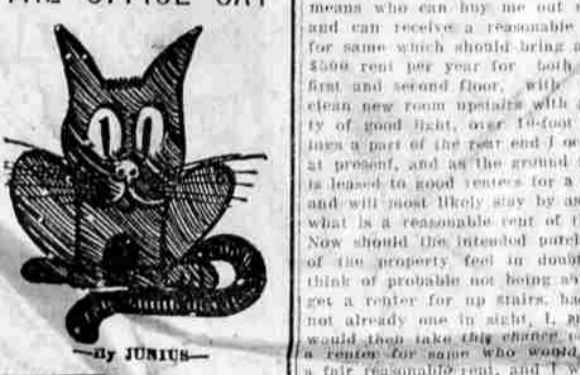 THE OFFICE CAT
—By JUNIUS—
means who can buy me out
and can receive a reasonable
for same which should bring
$500 rent per year for both
first and second floor, with
clean new room upstairs with
ty of good light, over 10-foot
ings a part of the rear end I
at present, and as the ground
is leased to good renters for a
and will most likely stay by
what is a reasonable rent of
Now should the intended
of the property feel in doubt
think of probable not being
get a renter for up stairs,
not already one in sight, I,
would then take this chance
a renter for same who would
a fair reasonable rent, and I